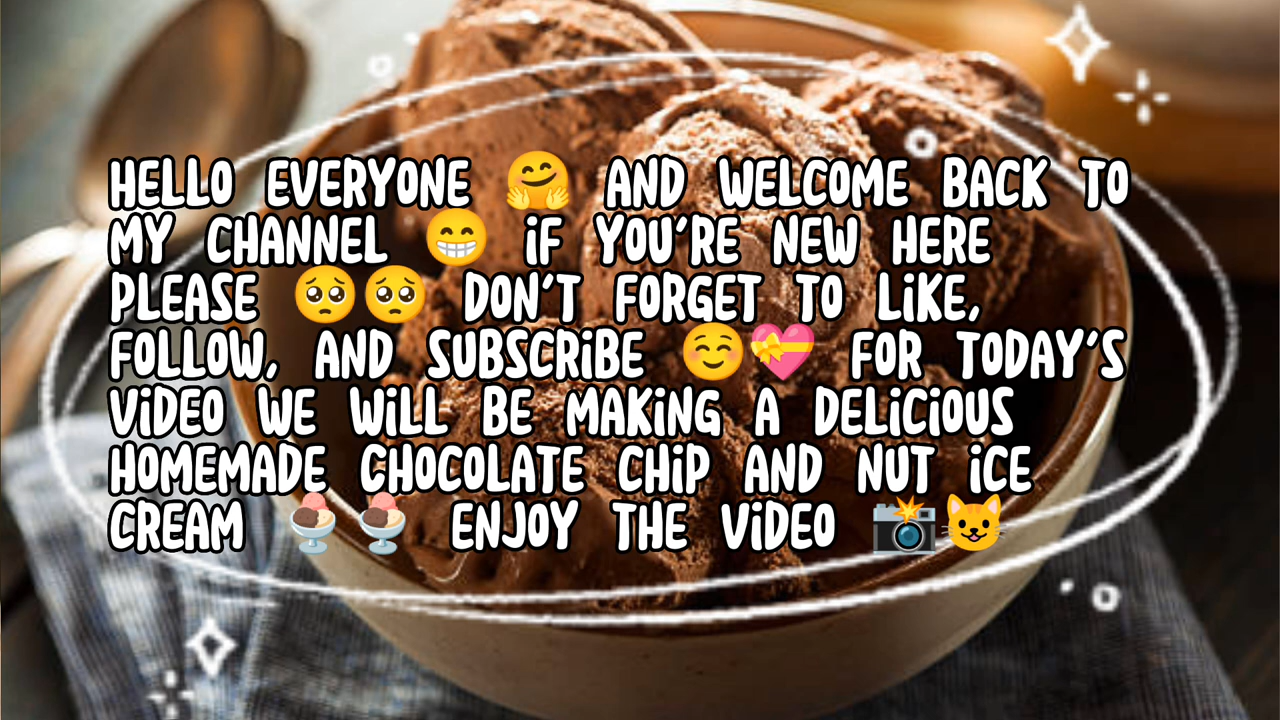 HELLO EVERYONE 🤗 AND WELCOME BACK TO
MY CHANNEL 😁 iF YOU'RE NEW HERE
PLEASE 🥺🥺 DON'T FORGET TO LiKE,
FOLLOW, AND SUBSCRiBE ☺️💝 FOR TODAY'S
ViDEO WE WiLL BE MAKiNG A DELiCiOUS
HOMEMADE CHOCOLATE CHiP AND NUT iCE
CREAM 🍨🍨 ENJOY THE ViDEO 📸😺